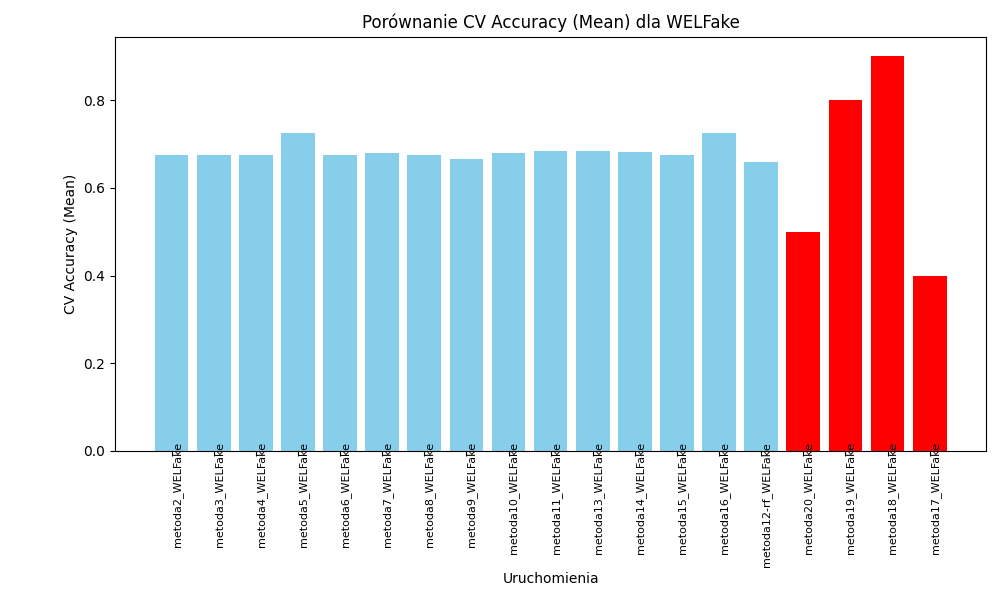 Porównanie CV Accuracy (Mean) dla WELFake
CV Accuracy (Mean)
0.8
0.6
0.4
0.2
0.0
metoda2_WELFake
metoda3_WELFake
metoda4_WELFake
metoda5_WELFake
metoda6_WELFake
metoda7_WELFake
metoda8_WELFake
metoda9_WELFake
metoda10_WELFake
metoda11_WELFake
metoda13_WELFake
metoda14_WELFake
metoda15_WELFake
metoda16_WELFake
metoda12-rf_WELFake
metoda20_WELFake
metoda19_WELFake
metoda18_WELFake
metoda17_WELFake
Uruchomienia